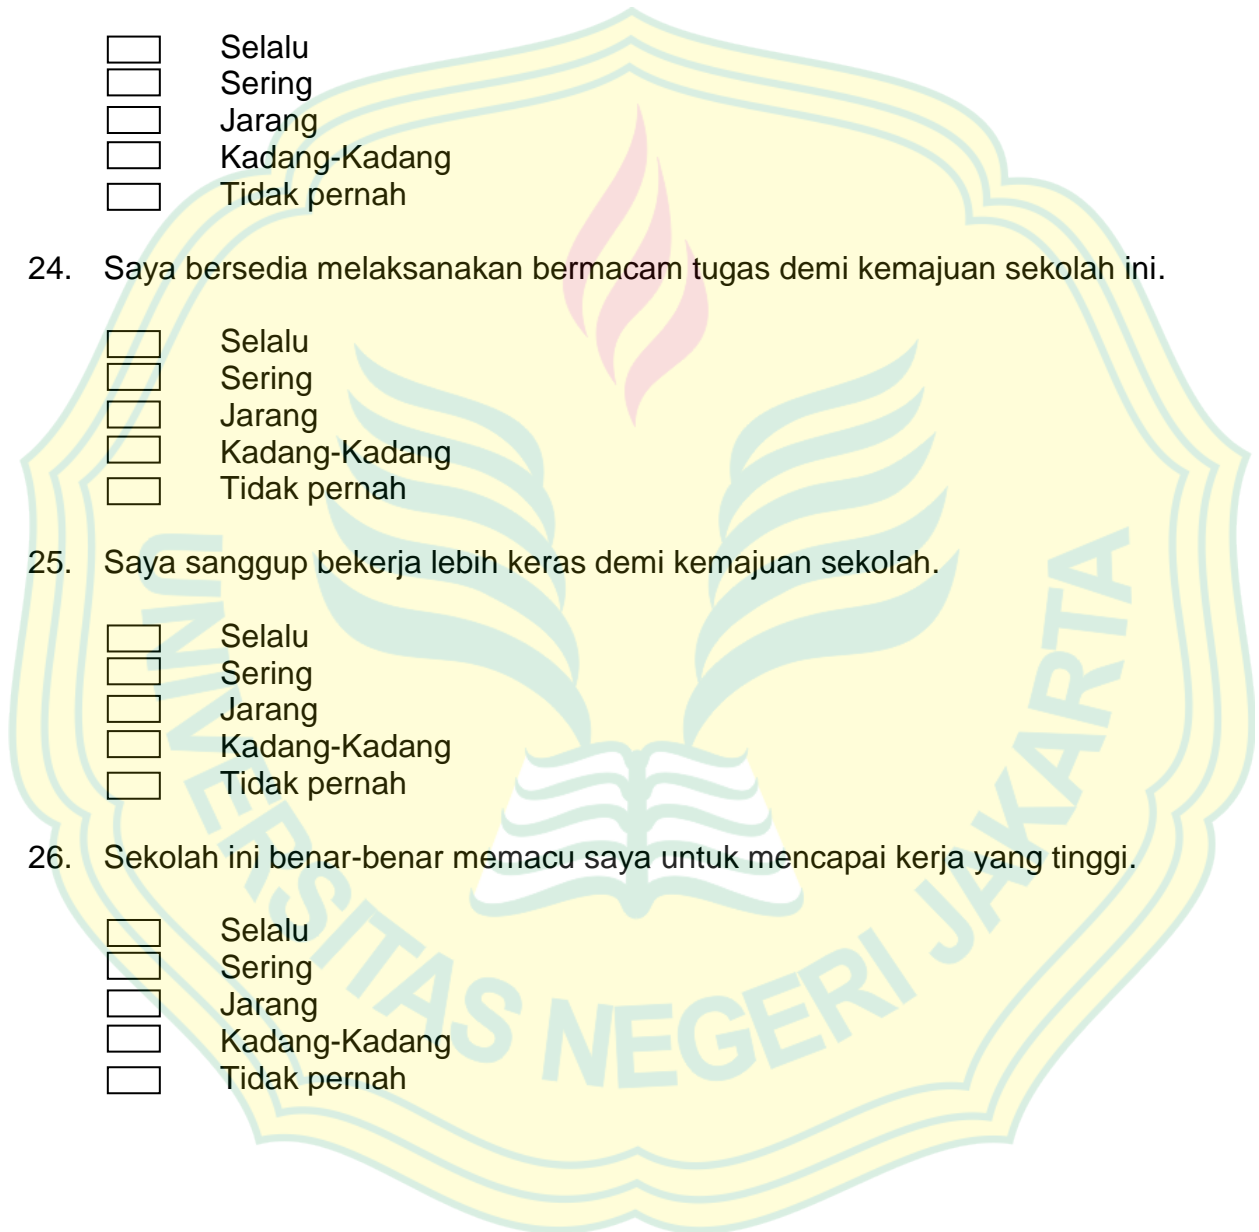 Selalu
Sering
Jarang
Kadang-Kadang
Tidak pernah
24. Saya bersedia melaksanakan bermacam tugas demi kemajuan sekolah ini.
Selalu
Sering
Jarang
Kadang-Kadang
Tidak pernah
25. Saya sanggup bekerja lebih keras demi kemajuan sekolah.
Selalu
Sering
Jarang
Kadang-Kadang
Tidak pernah
26. Sekolah ini benar-benar memacu saya untuk mencapai kerja yang tinggi.
Selalu
Sering
Jarang
Kadang-Kadang
Tidak pernah
UNIVERSITAS NEGERI JAKARTA